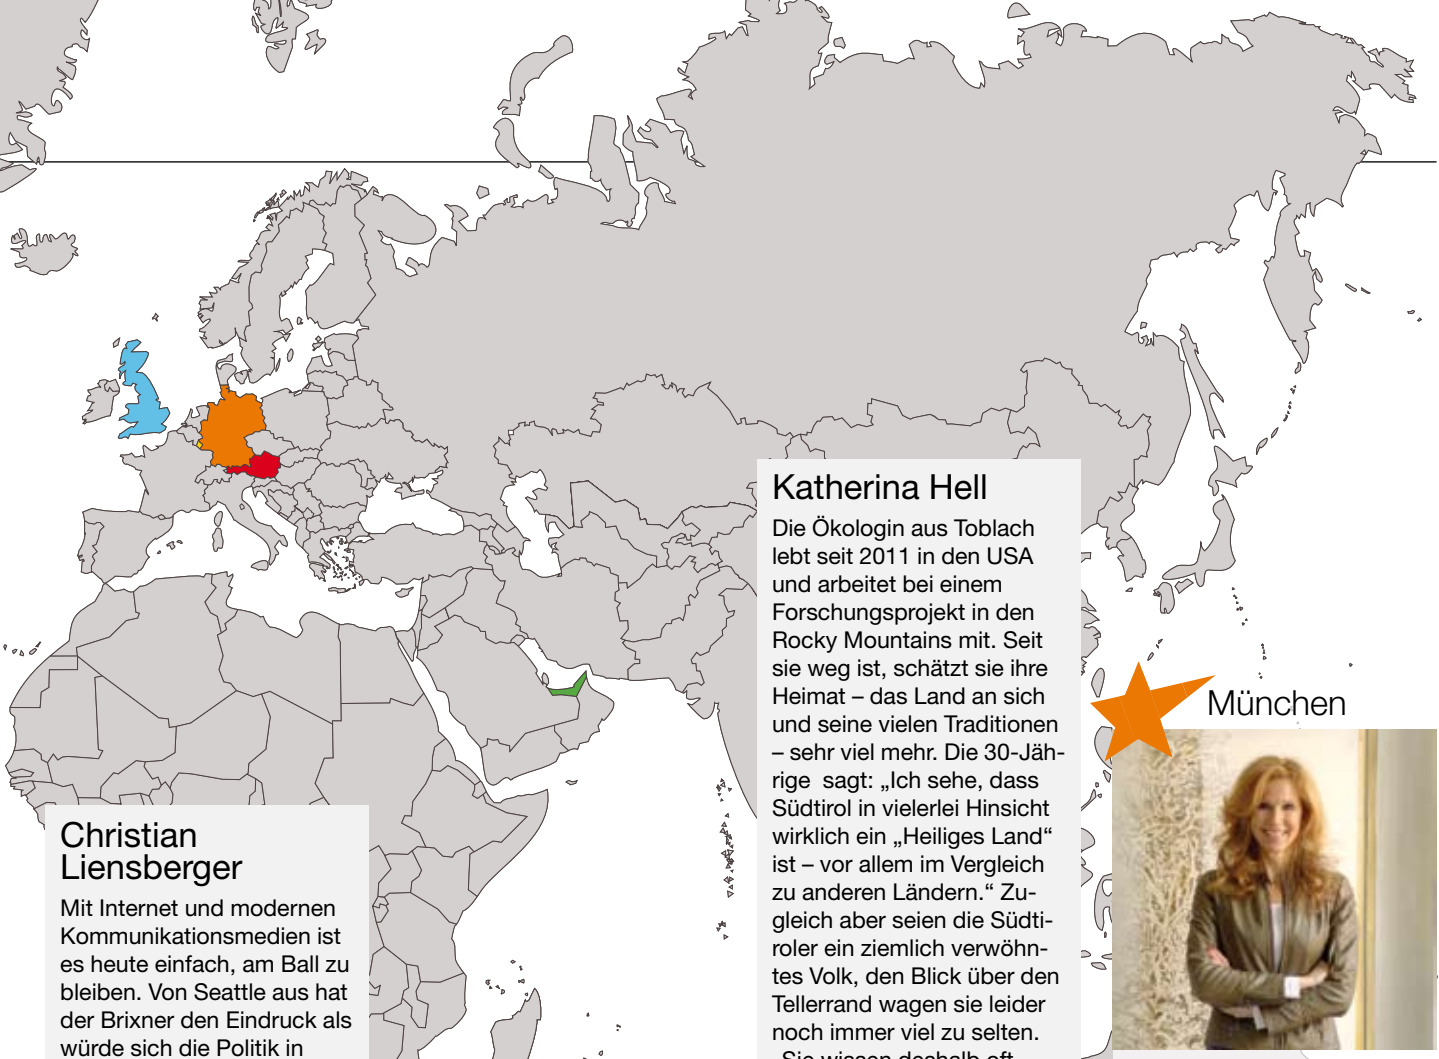 Christian
Liensberger
Mit Internet und modernen
Kommunikationsmedien ist
es heute einfach, am Ball zu
bleiben. Von Seattle aus hat
der Brixner den Eindruck als
würde sich die Politik in
Katherina Hell
Die Ökologin aus Toblach
lebt seit 2011 in den USA
und arbeitet bei einem
Forschungsprojekt in den
Rocky Mountains mit. Seit
sie weg ist, schätzt sie ihre
Heimat – das Land an sich
und seine vielen Traditionen
– sehr viel mehr. Die 30-Jäh-
rige sagt: „Ich sehe, dass
Südtirol in vielerlei Hinsicht
wirklich ein „Heiliges Land“
ist – vor allem im Vergleich
zu anderen Ländern.“ Zu-
gleich aber seien die Südti-
roler ein ziemlich verwöhn-
tes Volk, den Blick über den
Tellerrand wagen sie leider
noch immer viel zu selten.
Sie wissen deshalb oft
München